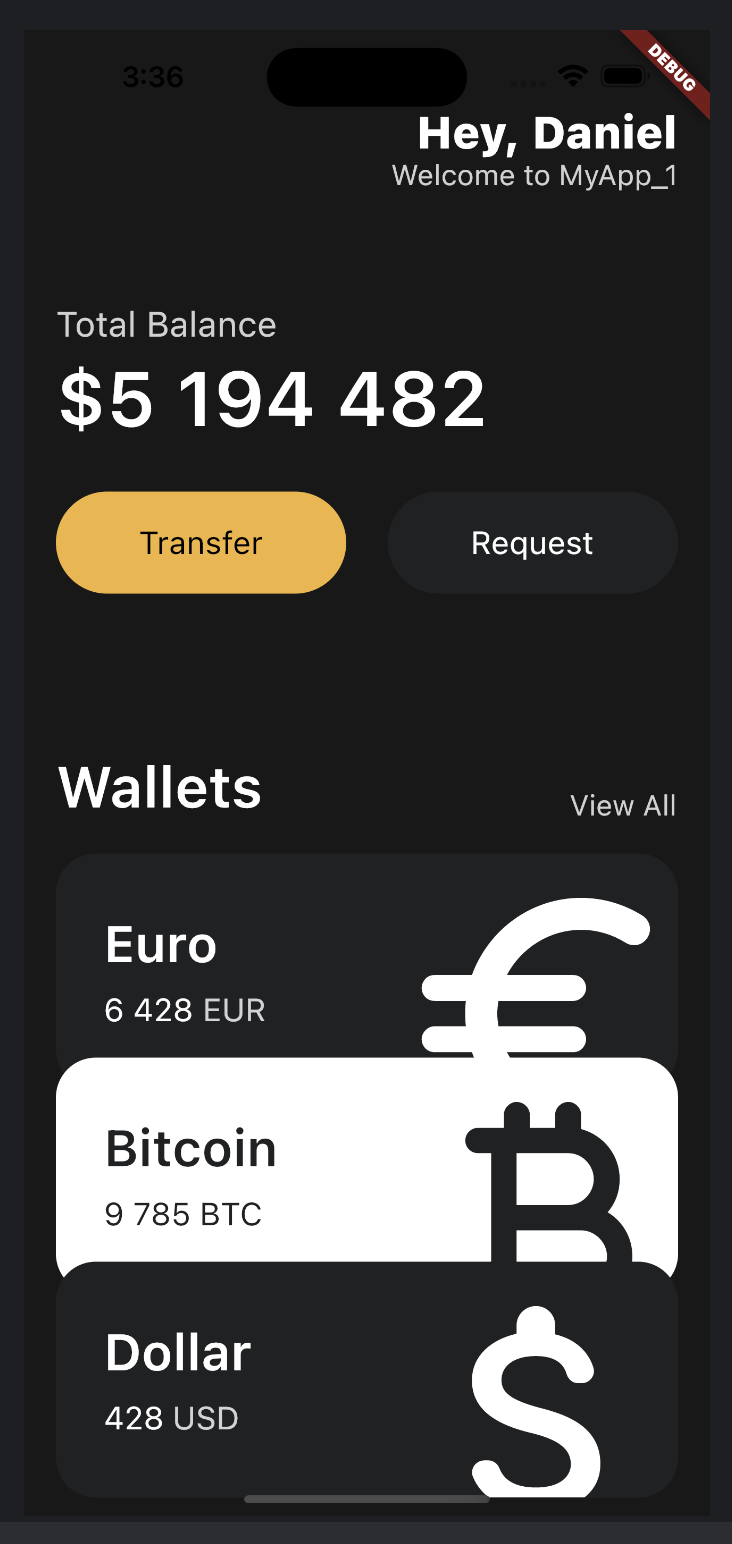 3:36
DEBUG
Hey, Daniel
Welcome to MyApp_1
Total Balance
$5 194 482
Transfer
Request
Wallets
View All
Euro
6 428 EUR
Bitcoin
9 785 BTC
Dollar
428 USD